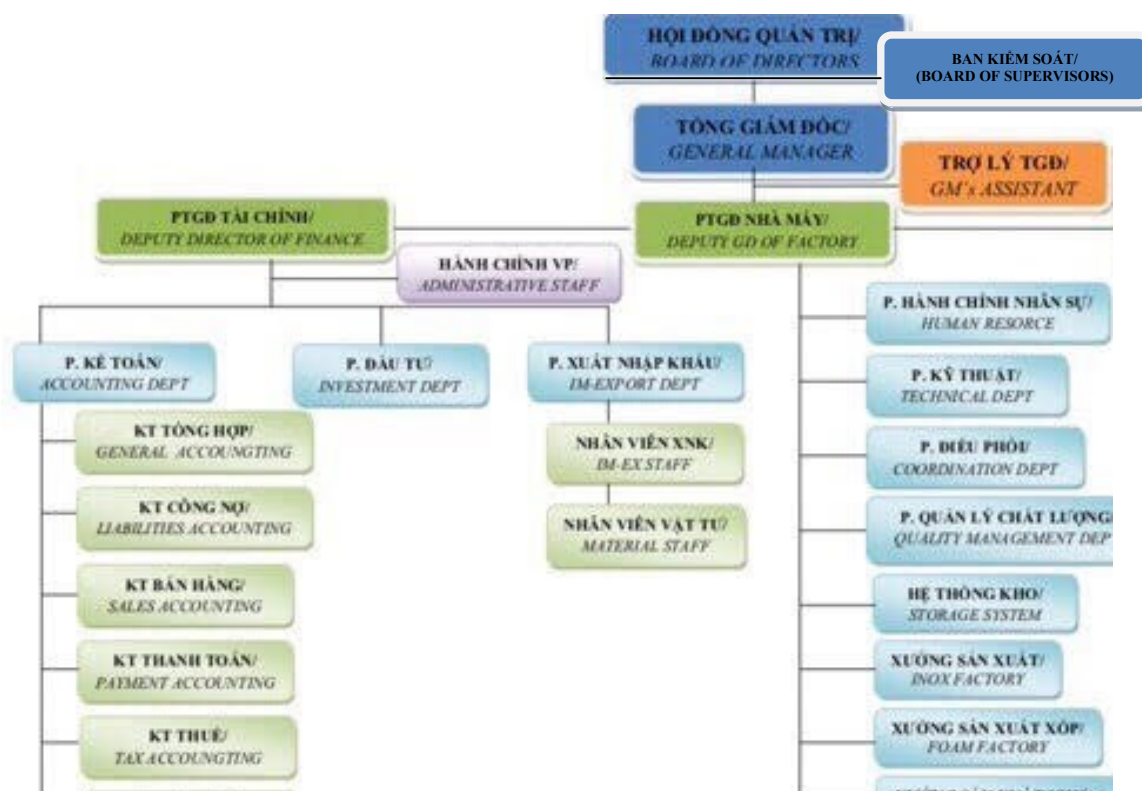 HỘI ĐỒNG QUẢN TRỊ/
BOARD OF DIRECTORS
BAN KIỂM SOÁT/
(BOARD OF SUPERVISORS)
TỔNG GIÁM ĐỐC/
GENERAL MANAGER
TRỢ LÝ TGĐ/
GM's ASSISTANT
PTGĐ TÀI CHÍNH/
DEPUTY DIRECTOR OF FINANCE
PTGĐ NHÀ MÁY/
DEPUTY GD OF FACTORY
HÀNH CHÍNH VP/
ADMINISTRATIVE STAFF
P. KẾ TOÁN/
ACCOUNTING DEPT
P. ĐẦU TƯ/
INVESTMENT DEPT
P. XUẤT NHẬP KHẨU/
IM-EXPORT DEPT
KT TỔNG HỢP/
GENERAL ACCOUNGTING
KT CÔNG NỢ/
LIABILITIES ACCOUNTING
KT BÁN HÀNG/
SALES ACCOUNTING
KT THANH TOÁN/
PAYMENT ACCOUNTING
KT THUẾ/
TAX ACCOUNGTING
NHÂN VIÊN XNK/
IM-EX STAFF
NHÂN VIÊN VẬT TƯ/
MATERIAL STAFF
P. HÀNH CHÍNH NHÂN SỰ/
HUMAN RESORCE
P. KỸ THUẬT/
TECHNICAL DEPT
P. ĐIỀU PHỐI/
COORDINATION DEPT
P. QUẢN LÝ CHẤT LƯỢNG/
QUALITY MANAGEMENT DEP
HỆ THỐNG KHO/
STORAGE SYSTEM
XƯỞNG SẢN XUẤT/
INOX FACTORY
XƯỞNG SẢN XUẤT XỐP/
FOAM FACTORY